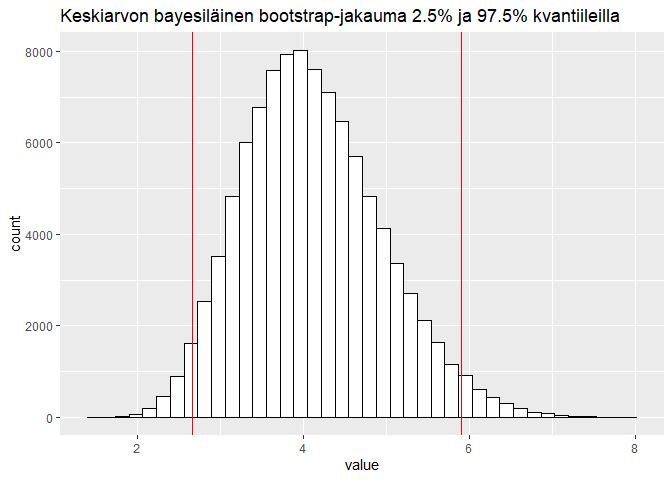 Keskiarvon bayesiläinen bootstrap-jakauma 2.5% ja 97.5% kvantiileilla
8000
6000
4000
2000
0
count
2 4 6 8
value